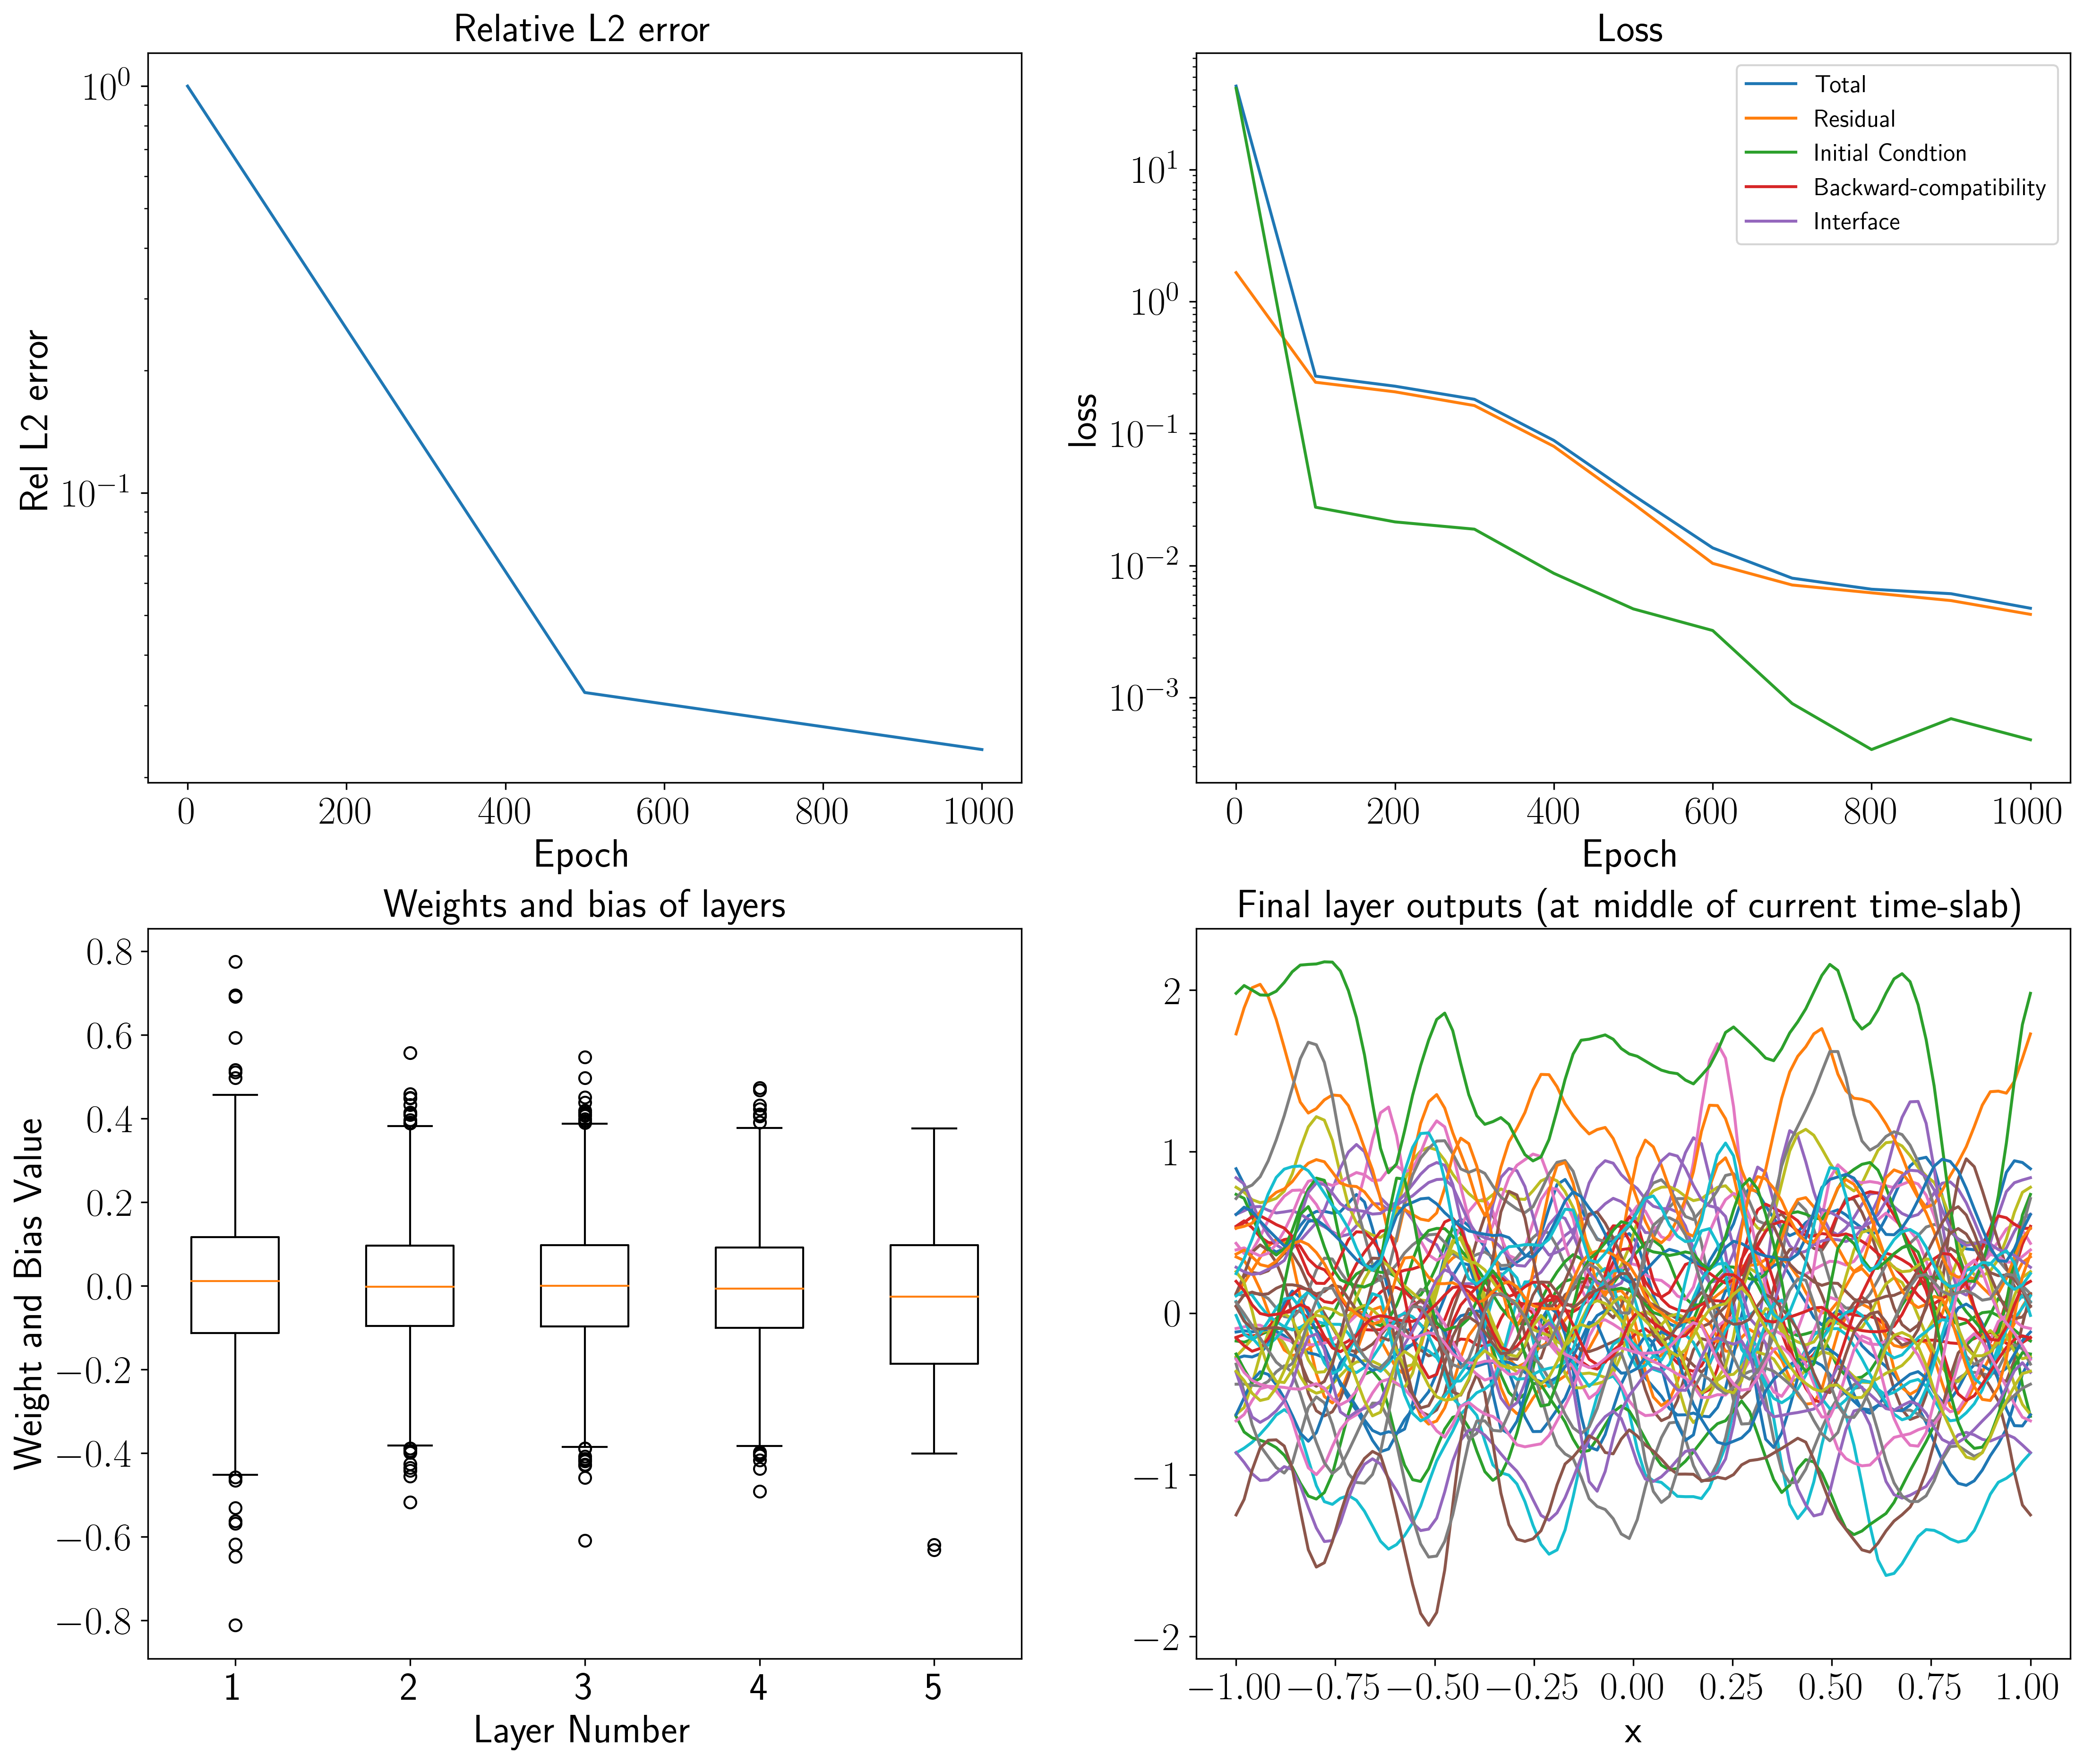 Relative L2 error
Rel L2 error
10^0
10^−1
0 200 400 600 800 1000
Epoch
Loss
loss
10^1
10^0
10^−1
10^−2
10^−3
Total
Residual
Initial Condtion
Backward-compatibility
Interface
0 200 400 600 800 1000
Epoch
Weights and bias of layers
Weight and Bias Value
0.8
0.6
0.4
0.2
0.0
−0.2
−0.4
−0.6
−0.8
1 2 3 4 5
Layer Number
Final layer outputs (at middle of current time-slab)
2
1
0
−1
−2
−1.00 −0.75 −0.50 −0.25 0.00 0.25 0.50 0.75 1.00
x